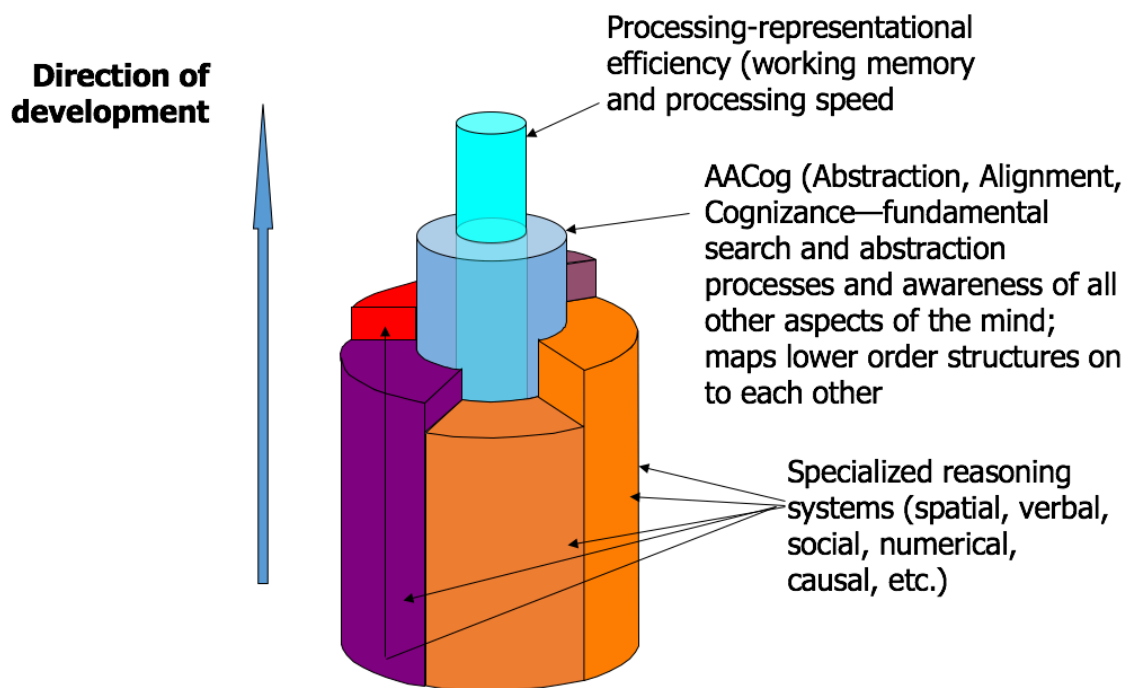 Direction of
development
Processing-representational
efficiency (working memory
and processing speed
AACog (Abstraction, Alignment,
Cognizance—fundamental
search and abstraction
processes and awareness of all
other aspects of the mind;
maps lower order structures on
to each other
Specialized reasoning
systems (spatial, verbal,
social, numerical,
causal, etc.)